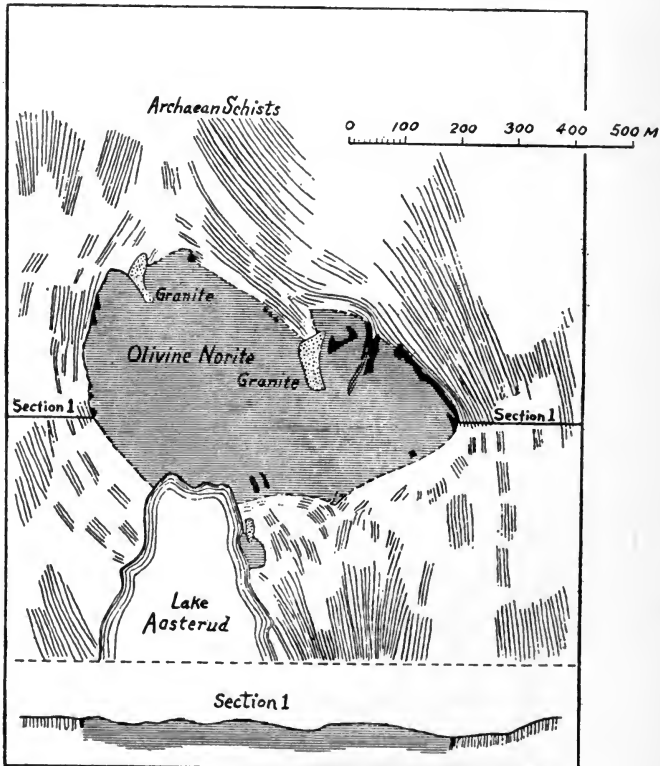 Archaean Schists
0 100 200 300 400 500 M
Granite
Olivine Norite
Granite
Section 1
Section 1
Lake
Aasterud
Section 1